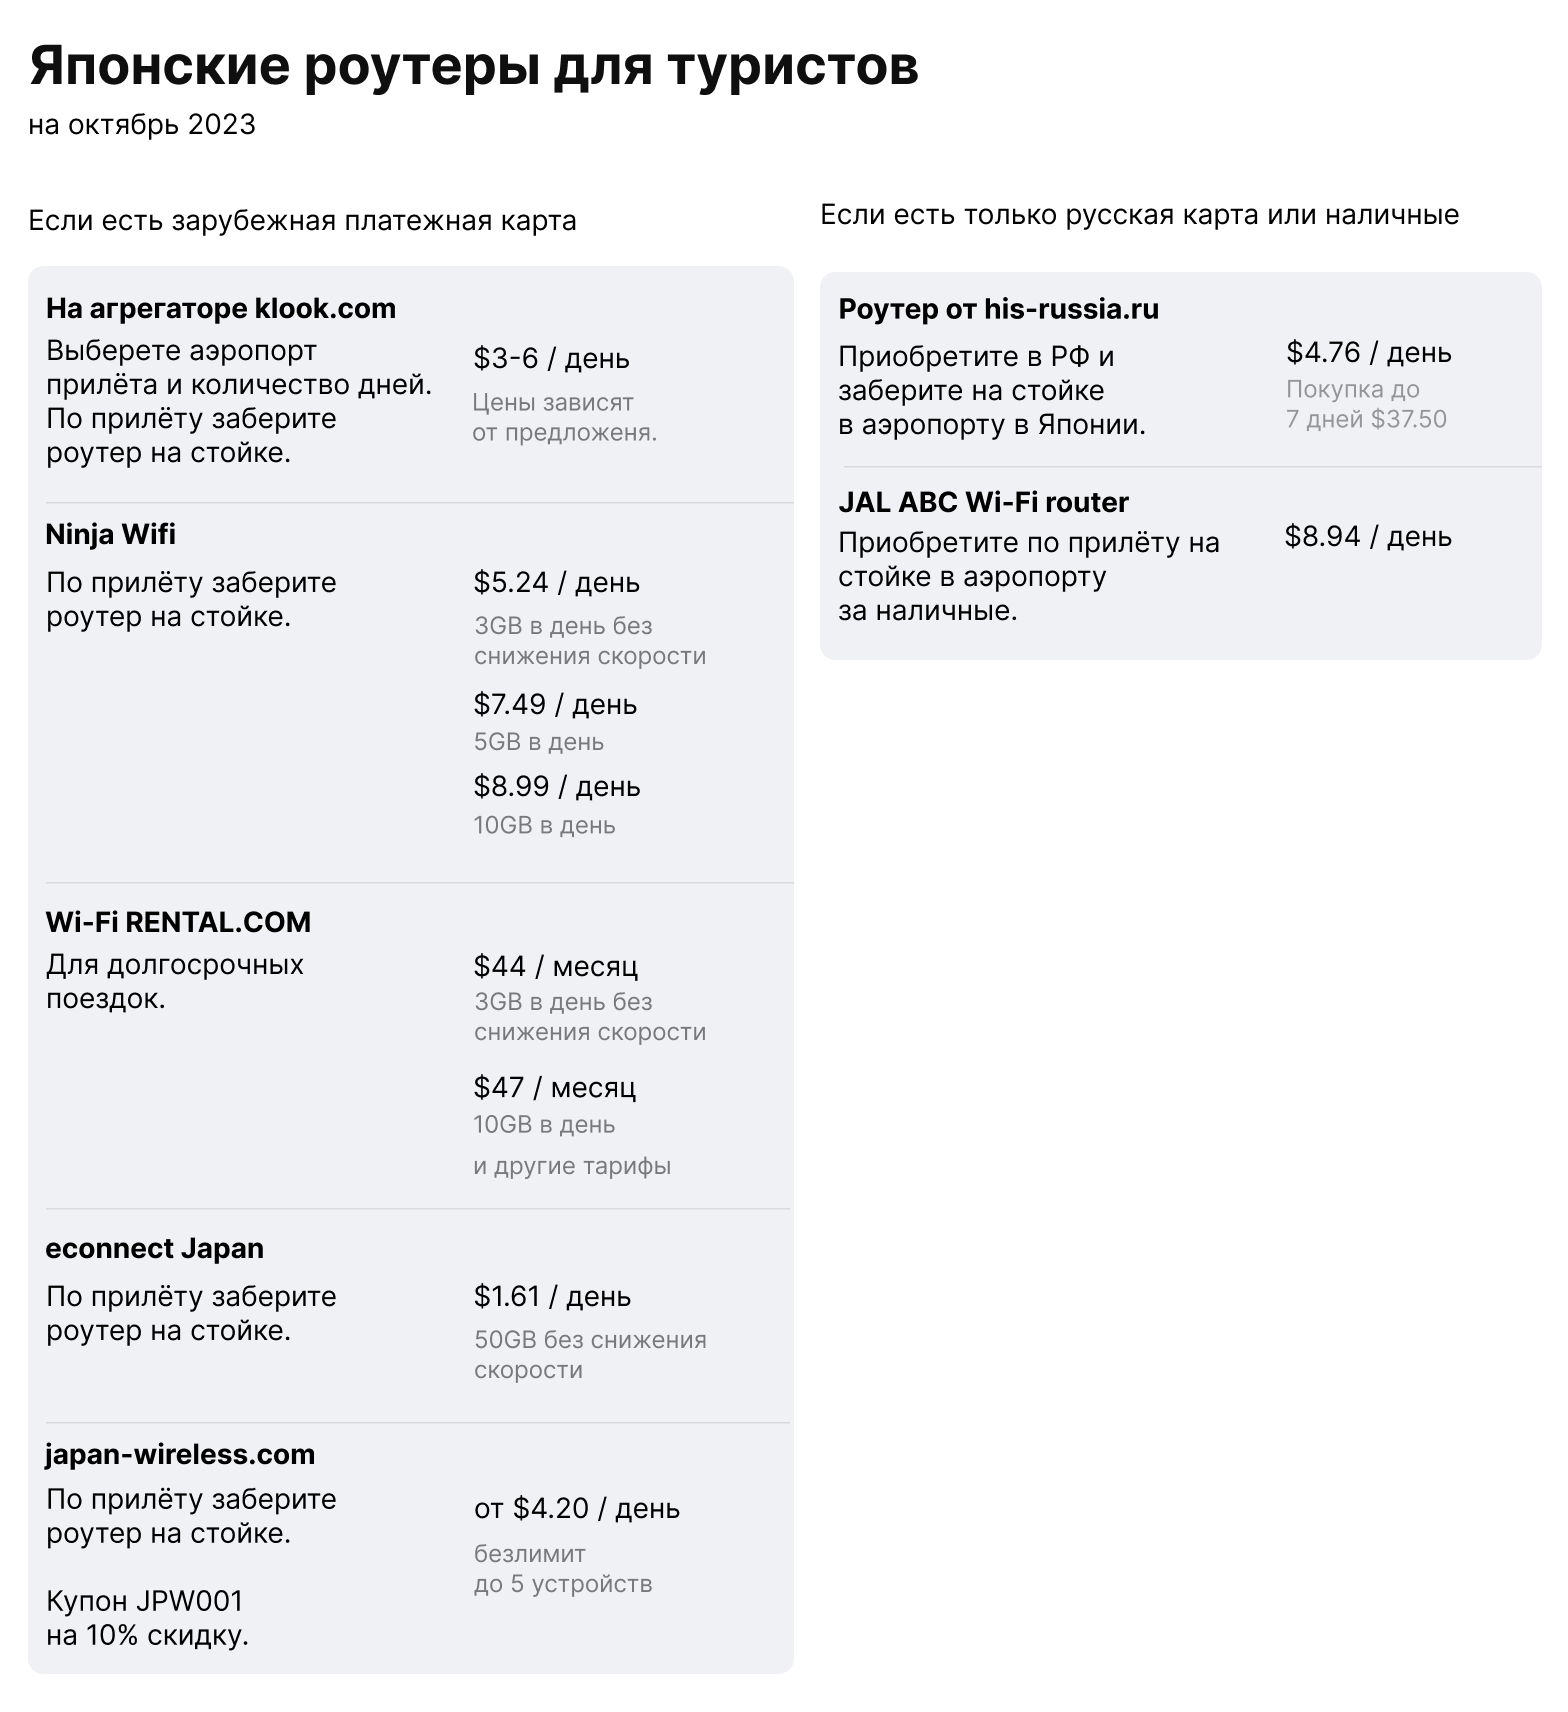 Японские роутеры для туристов
на октябрь 2023
Если есть зарубежная платежная карта
На агрегаторе klook.com
Выберете аэропорт
прилёта и количество дней.
По прилёту заберите
роутер на стойке.
$3-6 / день
Цены зависят
от предложеня.
Ninja Wifi
По прилёту заберите
роутер на стойке.
$5.24 / день
3GB в день без
снижения скорости
$7.49 / день
5GB в день
$8.99 / день
10GB в день
Wi-Fi RENTAL.COM
Для долгосрочных
поездок.
$44 / месяц
3GB в день без
снижения скорости
$47 / месяц
10GB в день
и другие тарифы
econnect Japan
По прилёту заберите
роутер на стойке.
$1.61 / день
50GB без снижения
скорости
japan-wireless.com
По прилёту заберите
роутер на стойке.
Купон JPW001
на 10% скидку.
от $4.20 / день
безлимит
до 5 устройств
Если есть только русская карта или наличные
Роутер от his-russia.ru
Приобретите в РФ и
заберите на стойке
в аэропорту в Японии.
$4.76 / день
Покупка до
7 дней $37.50
JAL ABC Wi-Fi router
Приобретите по прилёту на
стойке в аэропорту
за наличные.
$8.94 / день